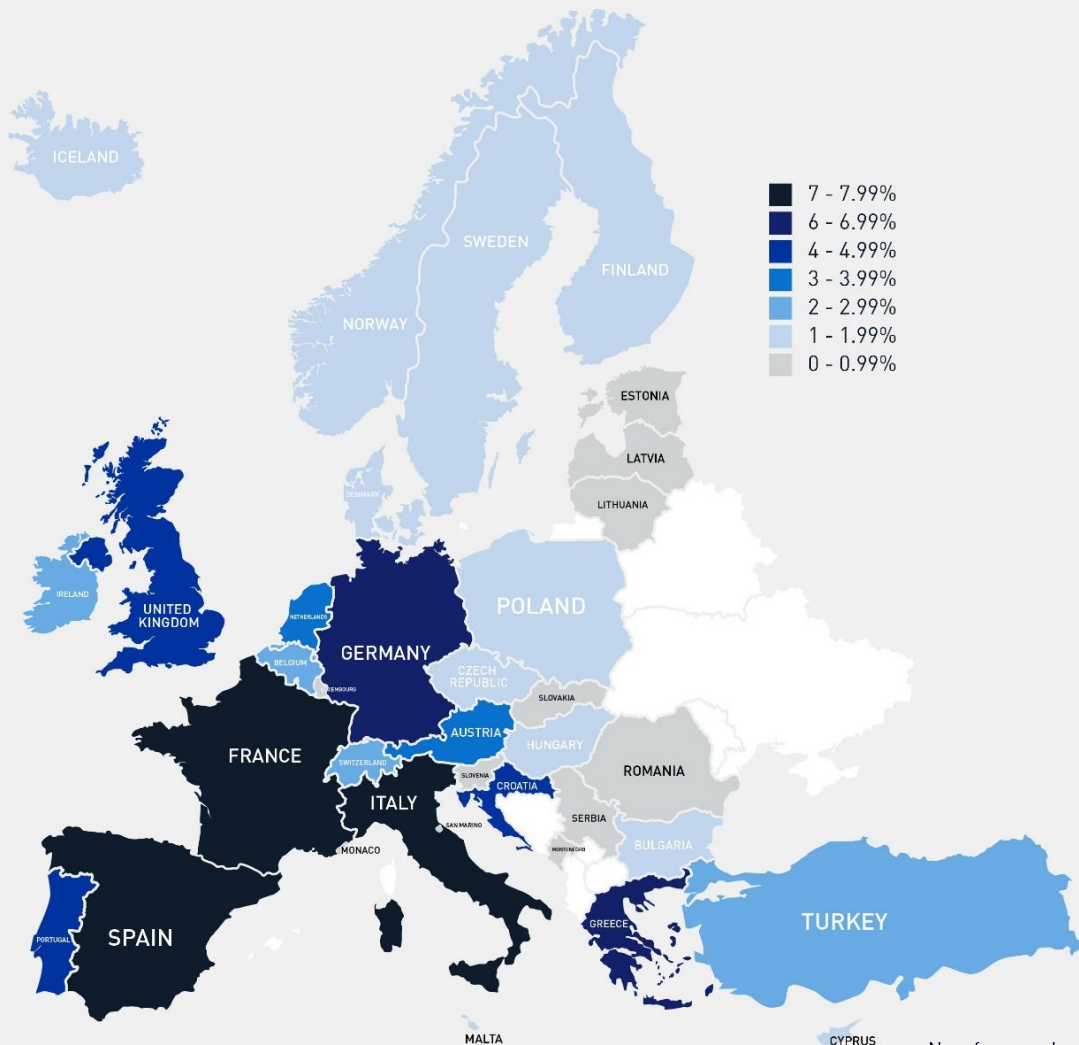 ICELAND
7 - 7.99%
6 - 6.99%
4 - 4.99%
3 - 3.99%
2 - 2.99%
1 - 1.99%
0 - 0.99%
SWEDEN
FINLAND
NORWAY
ESTONIA
LATVIA
LITHUANIA
DENMARK
IRELAND
UNITED
KINGDOM
NETHERLANDS
POLAND
GERMANY
BELGIUM
XEMBOURG
CZECH
REPUBLIC
SLOVAKIA
AUSTRIA
HUNGARY
FRANCE
SWITZERLAND
SLOVENIA
ROMANIA
ITALY
CROATIA
SAN MARINO
SERBIA
MONACO
MONTENEGRO
BULGARIA
TURKEY
GREECE
PORTUGAL
SPAIN
MALTA
CYPRUS